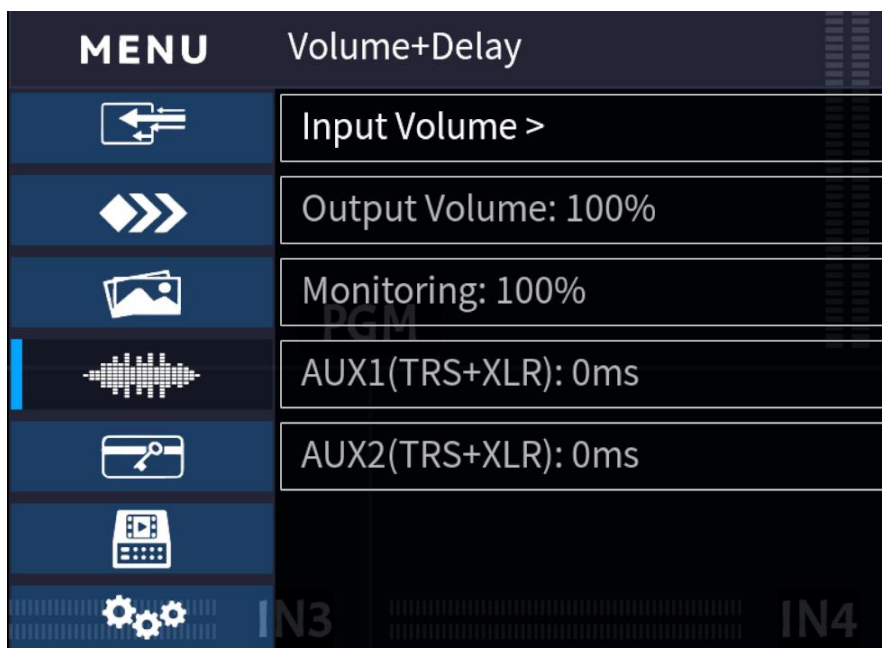 MENU Volume+Delay
Input Volume >
Output Volume: 100%
Monitoring: 100%
PGM
AUX1(TRS+XLR): 0ms
AUX2(TRS+XLR): 0ms
IN3 IN4